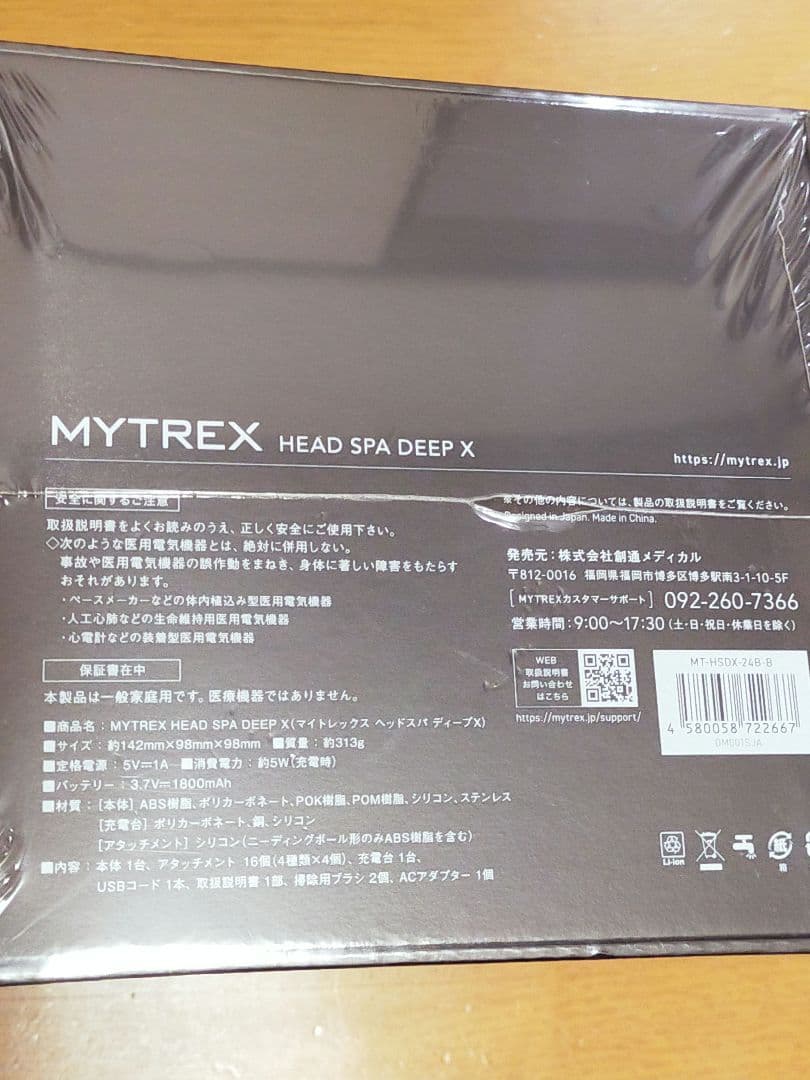 MYTREX HEAD SPA DEEP X
https://mytrex.jp
安全に関するご注意
取扱説明書をよくお読みのうえ、正しく安全にご使用下さい。
◇次のような医用電気機器とは、絶対に併用しない。
事故や医用電気機器の誤作動をまねき、身体に著しい障害をもたらす
おそれがあります。
・ペースメーカーなどの体内植込み型医用電気機器
・人工心肺などの生命維持用医用電気機器
・心電計などの装着型医用電気機器
保証書在中
本製品は一般家庭用です。医療機器ではありません。
■商品名：MYTREX HEAD SPA DEEP X(マイトレックス ヘッドスパ ディープX)
■サイズ：約142mm×98mm×98mm ■質量：約313g
■定格電源：5V⎓1A ■消費電力：約5W(充電時)
■バッテリー：3.7V⎓1800mAh
■材質：[本体] ABS樹脂、ポリカーボネート、POK樹脂、POM樹脂、シリコン、ステンレス
[充電台] ポリカーボネート、銅、シリコン
[アタッチメント] シリコン(ニーディングボール形のみABS樹脂を含む)
■内容：本体 1台、アタッチメント 16個(4種類×4個)、充電台 1台、
USBコード 1本、取扱説明書 1部、掃除用ブラシ 2個、ACアダプター 1個
※その他の内容については、製品の取扱説明書をご覧ください。
Designed in Japan. Made in China.
発売元：株式会社創通メディカル
〒812-0016 福岡県福岡市博多区博多駅南3-1-10-5F
[MYTREXカスタマーサポート] 092-260-7366
営業時間：9:00〜17:30 (土・日・祝日・休業日を除く)
WEB
取扱説明書
お問い合わせ
はこちら
https://mytrex.jp/support/
MT-HSDX-24B-B
4 580058 722667
OM001SJA
Li-ion
紙
箱